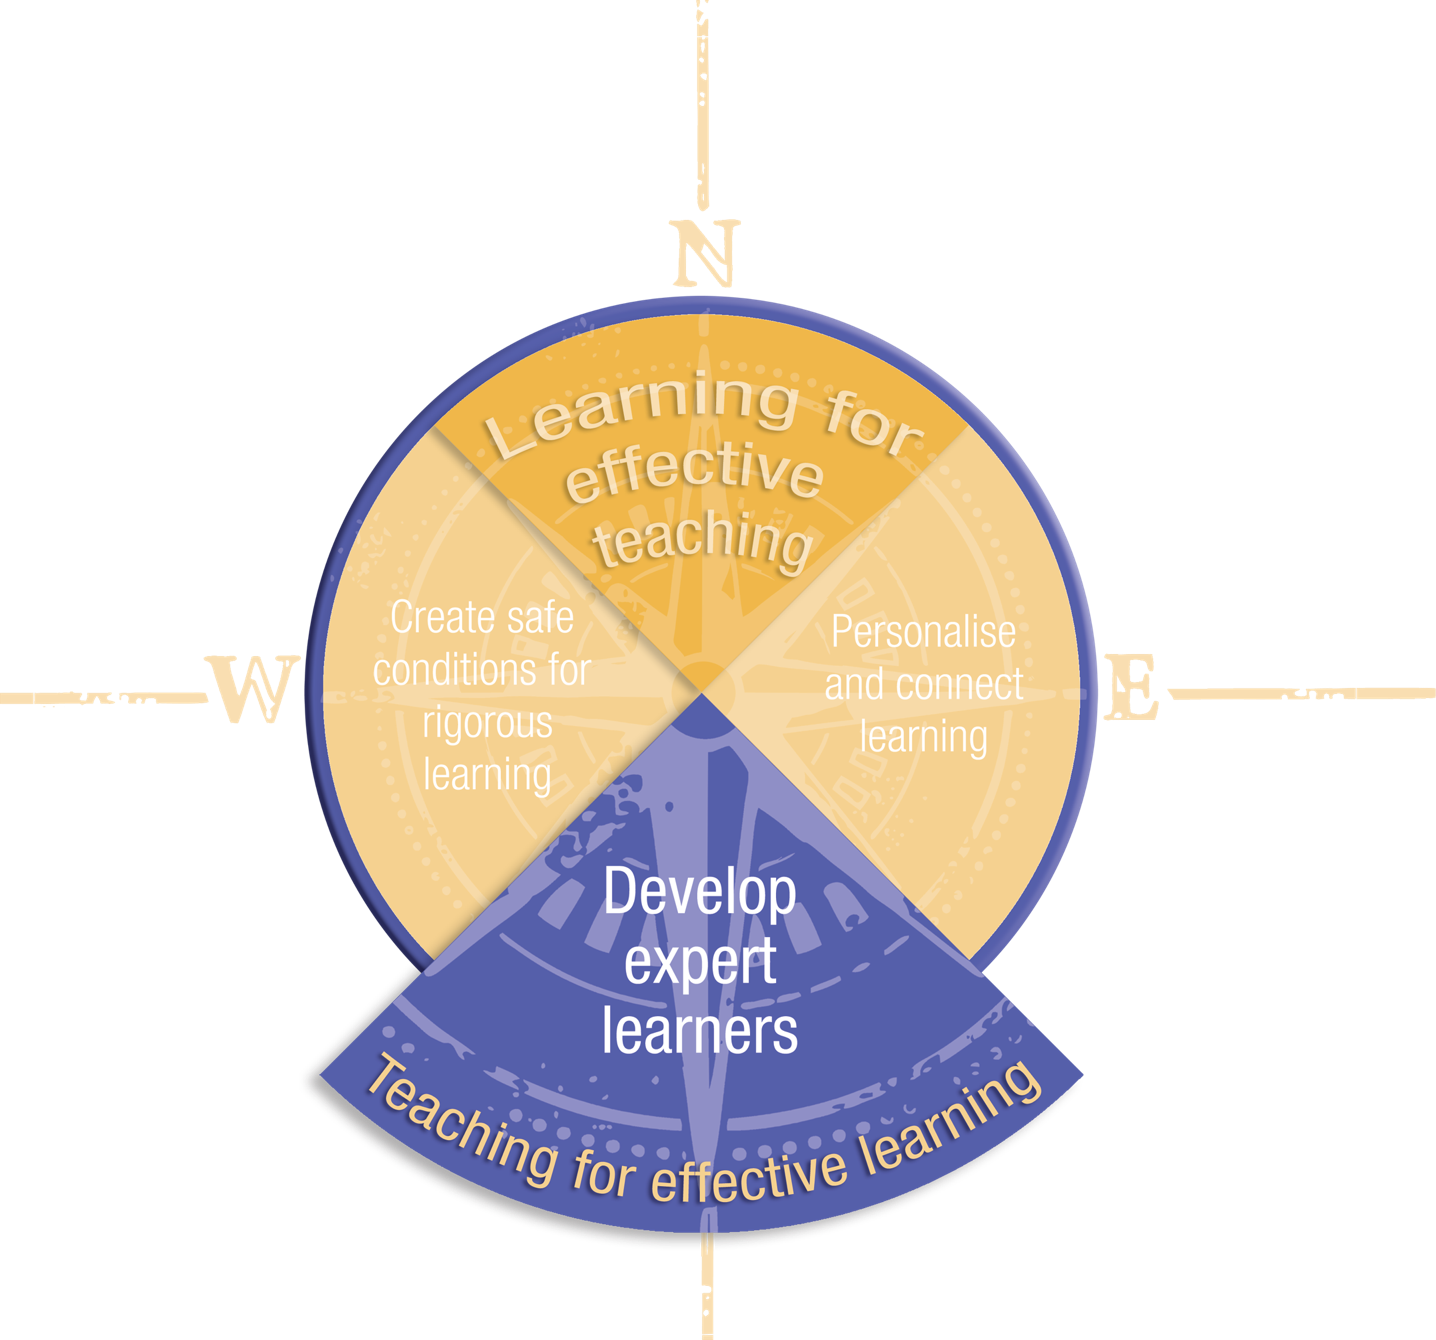 N
Learning for
effective
teaching
W
Create safe
conditions for
rigorous
learning
Personalise
and connect
learning
E
Develop
expert
learners
Teaching for effective learning